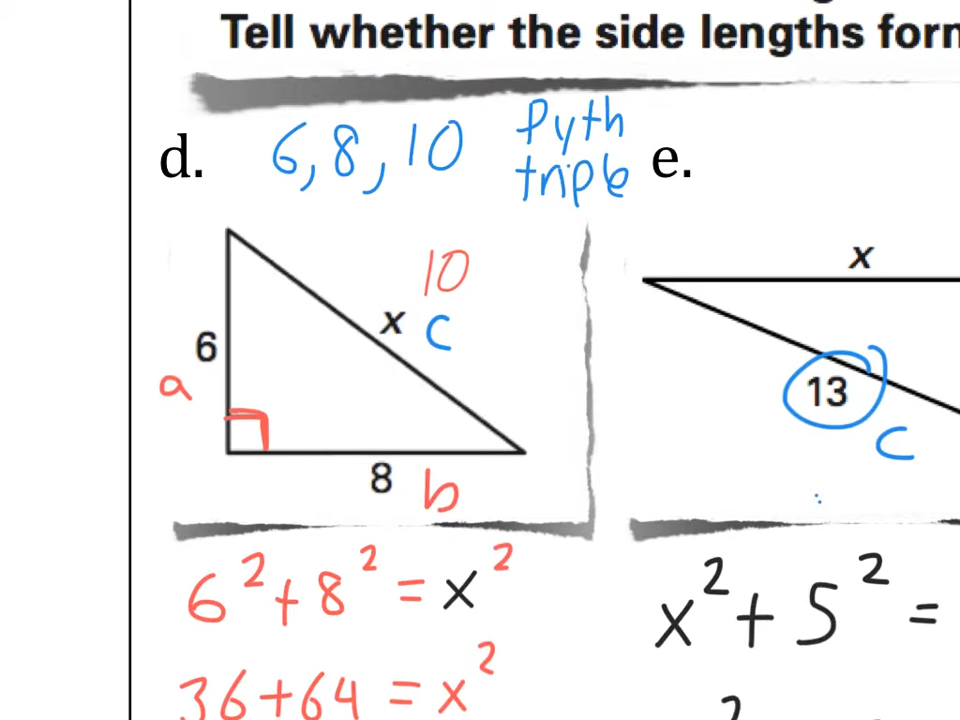 Tell whether the side lengths form
d. 6, 8, 10 Pyth triple
6
a
10
x
c
8
b
6² + 8² = x²
36 + 64 = x²
e.
x
13
c
x² + 5² =
2